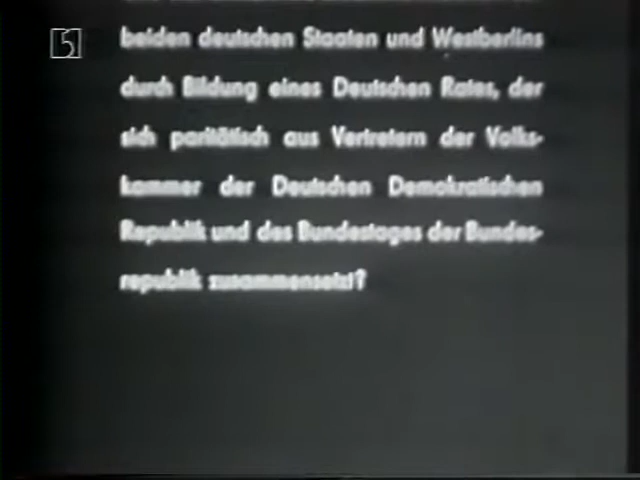 5
beiden deutschen Staaten und Westberlins
durch Bildung eines Deutschen Rates, der
sich paritätisch aus Vertretern der Volks-
kammer der Deutschen Demokratischen
Republik und des Bundestages der Bundes-
republik zusammensetzt?